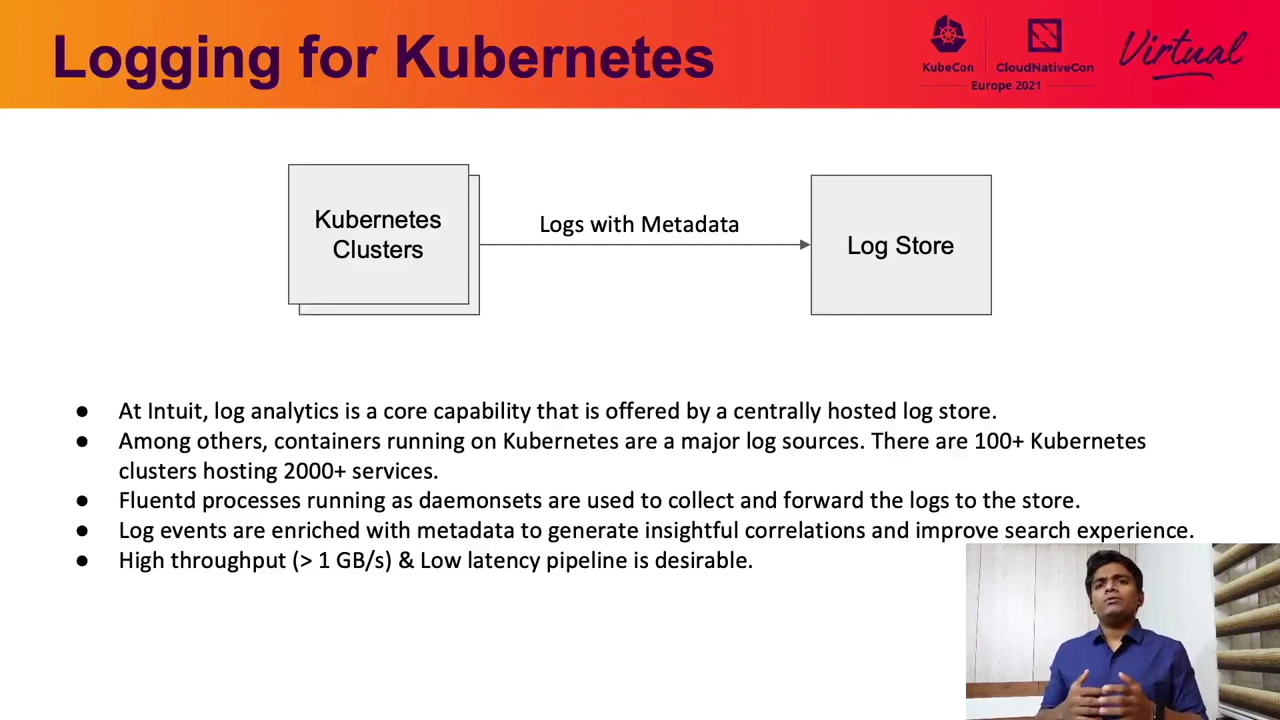 Logging for Kubernetes
KubeCon
CloudNativeCon
Europe 2021
Virtual
Kubernetes
Clusters
Logs with Metadata
Log Store
● At Intuit, log analytics is a core capability that is offered by a centrally hosted log store.
● Among others, containers running on Kubernetes are a major log sources. There are 100+ Kubernetes
clusters hosting 2000+ services.
● Fluentd processes running as daemonsets are used to collect and forward the logs to the store.
● Log events are enriched with metadata to generate insightful correlations and improve search experience.
● High throughput (> 1 GB/s) & Low latency pipeline is desirable.